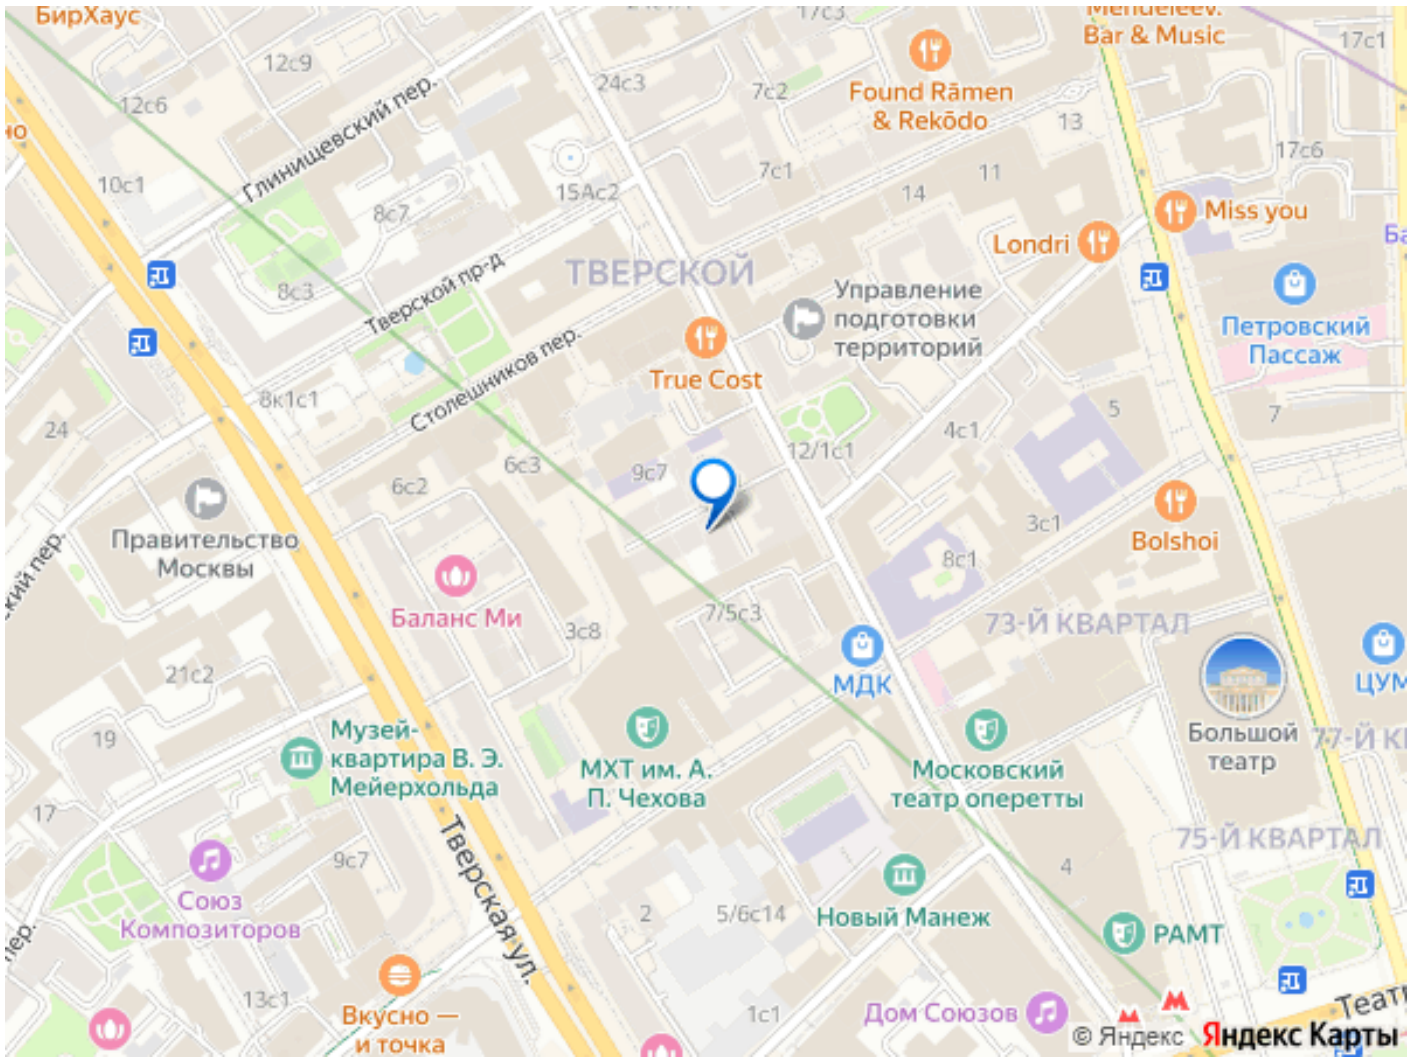 БирХаус
17с3
Bar & Music
17с1
12с9
24с3
7с2
Found Rāmen
& Rekōdo
12с6
Глинищевский пер.
13
17с6
10с1
15Ас2
7с1
11
14
8с7
Miss you
Londri
8с3
Тверской пр-д
ТВЕРСКОЙ
Управление
подготовки
территорий
Петровский
Пассаж
True Cost
Столешников пер.
8к1с1
24
5
7
4с1
12/1с1
6с3
9с7
6с2
Правительство
Москвы
3с1
Bolshoi
8с1
Баланс Ми
7/5с3
3с8
73-Й КВАРТАЛ
21с2
МДК
ЦУМ
Большой
театр
77-Й К
19
Музей-
квартира В. Э.
Мейерхольда
МХТ им. А.
П. Чехова
Московский
театр оперетты
17
75-Й КВАРТАЛ
9с7
Тверская ул.
4
Союз
Композиторов
2
5/6с14
Новый Манеж
РАМТ
пер.
13с1
Вкусно —
и точка
1с1
Дом Союзов
Театр
© Яндекс Яндекс Карты